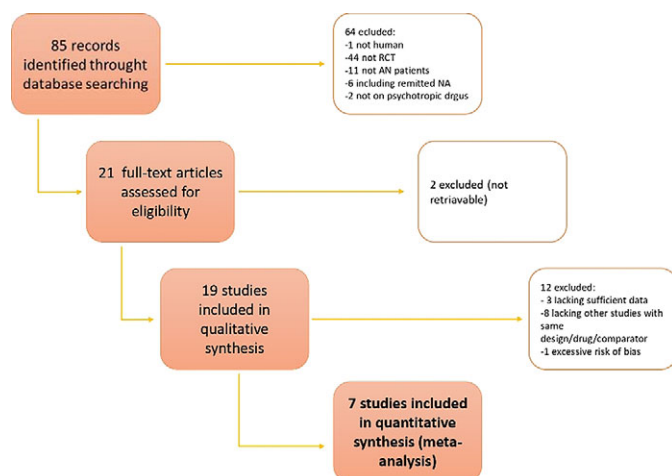 85 records
identified throught
database searching
64 ecluded:
-1 not human
-44 not RCT
-11 not AN patients
-6 including remitted NA
-2 not on psychotropic drgus
21 full-text articles
assessed for
eligibility
2 excluded (not
retriavable)
19 studies
included in
qualitative
synthesis
12 excluded:
- 3 lacking sufficient data
-8 lacking other studies with
same
design/drug/comparator
-1 excessive risk of bias
7 studies included
in quantitative
synthesis (meta-
analysis)